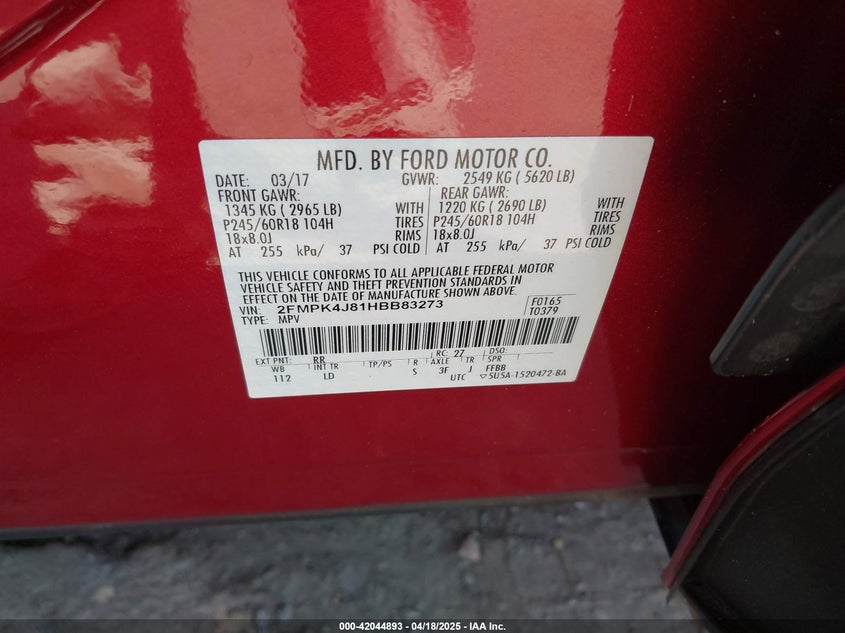 MFD. BY FORD MOTOR CO.
DATE: 03/17 GVWR: 2549 KG ( 5620 LB)
FRONT GAWR: REAR GAWR:
1345 KG ( 2965 LB) WITH 1220 KG ( 2690 LB) WITH
P245/60R18 104H TIRES P245/60R18 104H TIRES
18x8.0J RIMS 18x8.0J RIMS
AT 255 kPa/ 37 PSI COLD AT 255 kPa/ 37 PSI COLD
THIS VEHICLE CONFORMS TO ALL APPLICABLE FEDERAL MOTOR
VEHICLE SAFETY AND THEFT PREVENTION STANDARDS IN
EFFECT ON THE DATE OF MANUFACTURE SHOWN ABOVE.
VIN: 2FMPK4J81HBB83273 F0165
TYPE: MPV T0379
EXT PNT: RR RC: 27 DSO:
WB INT TR TP/PS R AXLE TR SPR
112 LD S 3F J FFBB
UTC ▽5U5A-1520472-BA
000-42044893 - 04/18/2025 - IAA Inc.